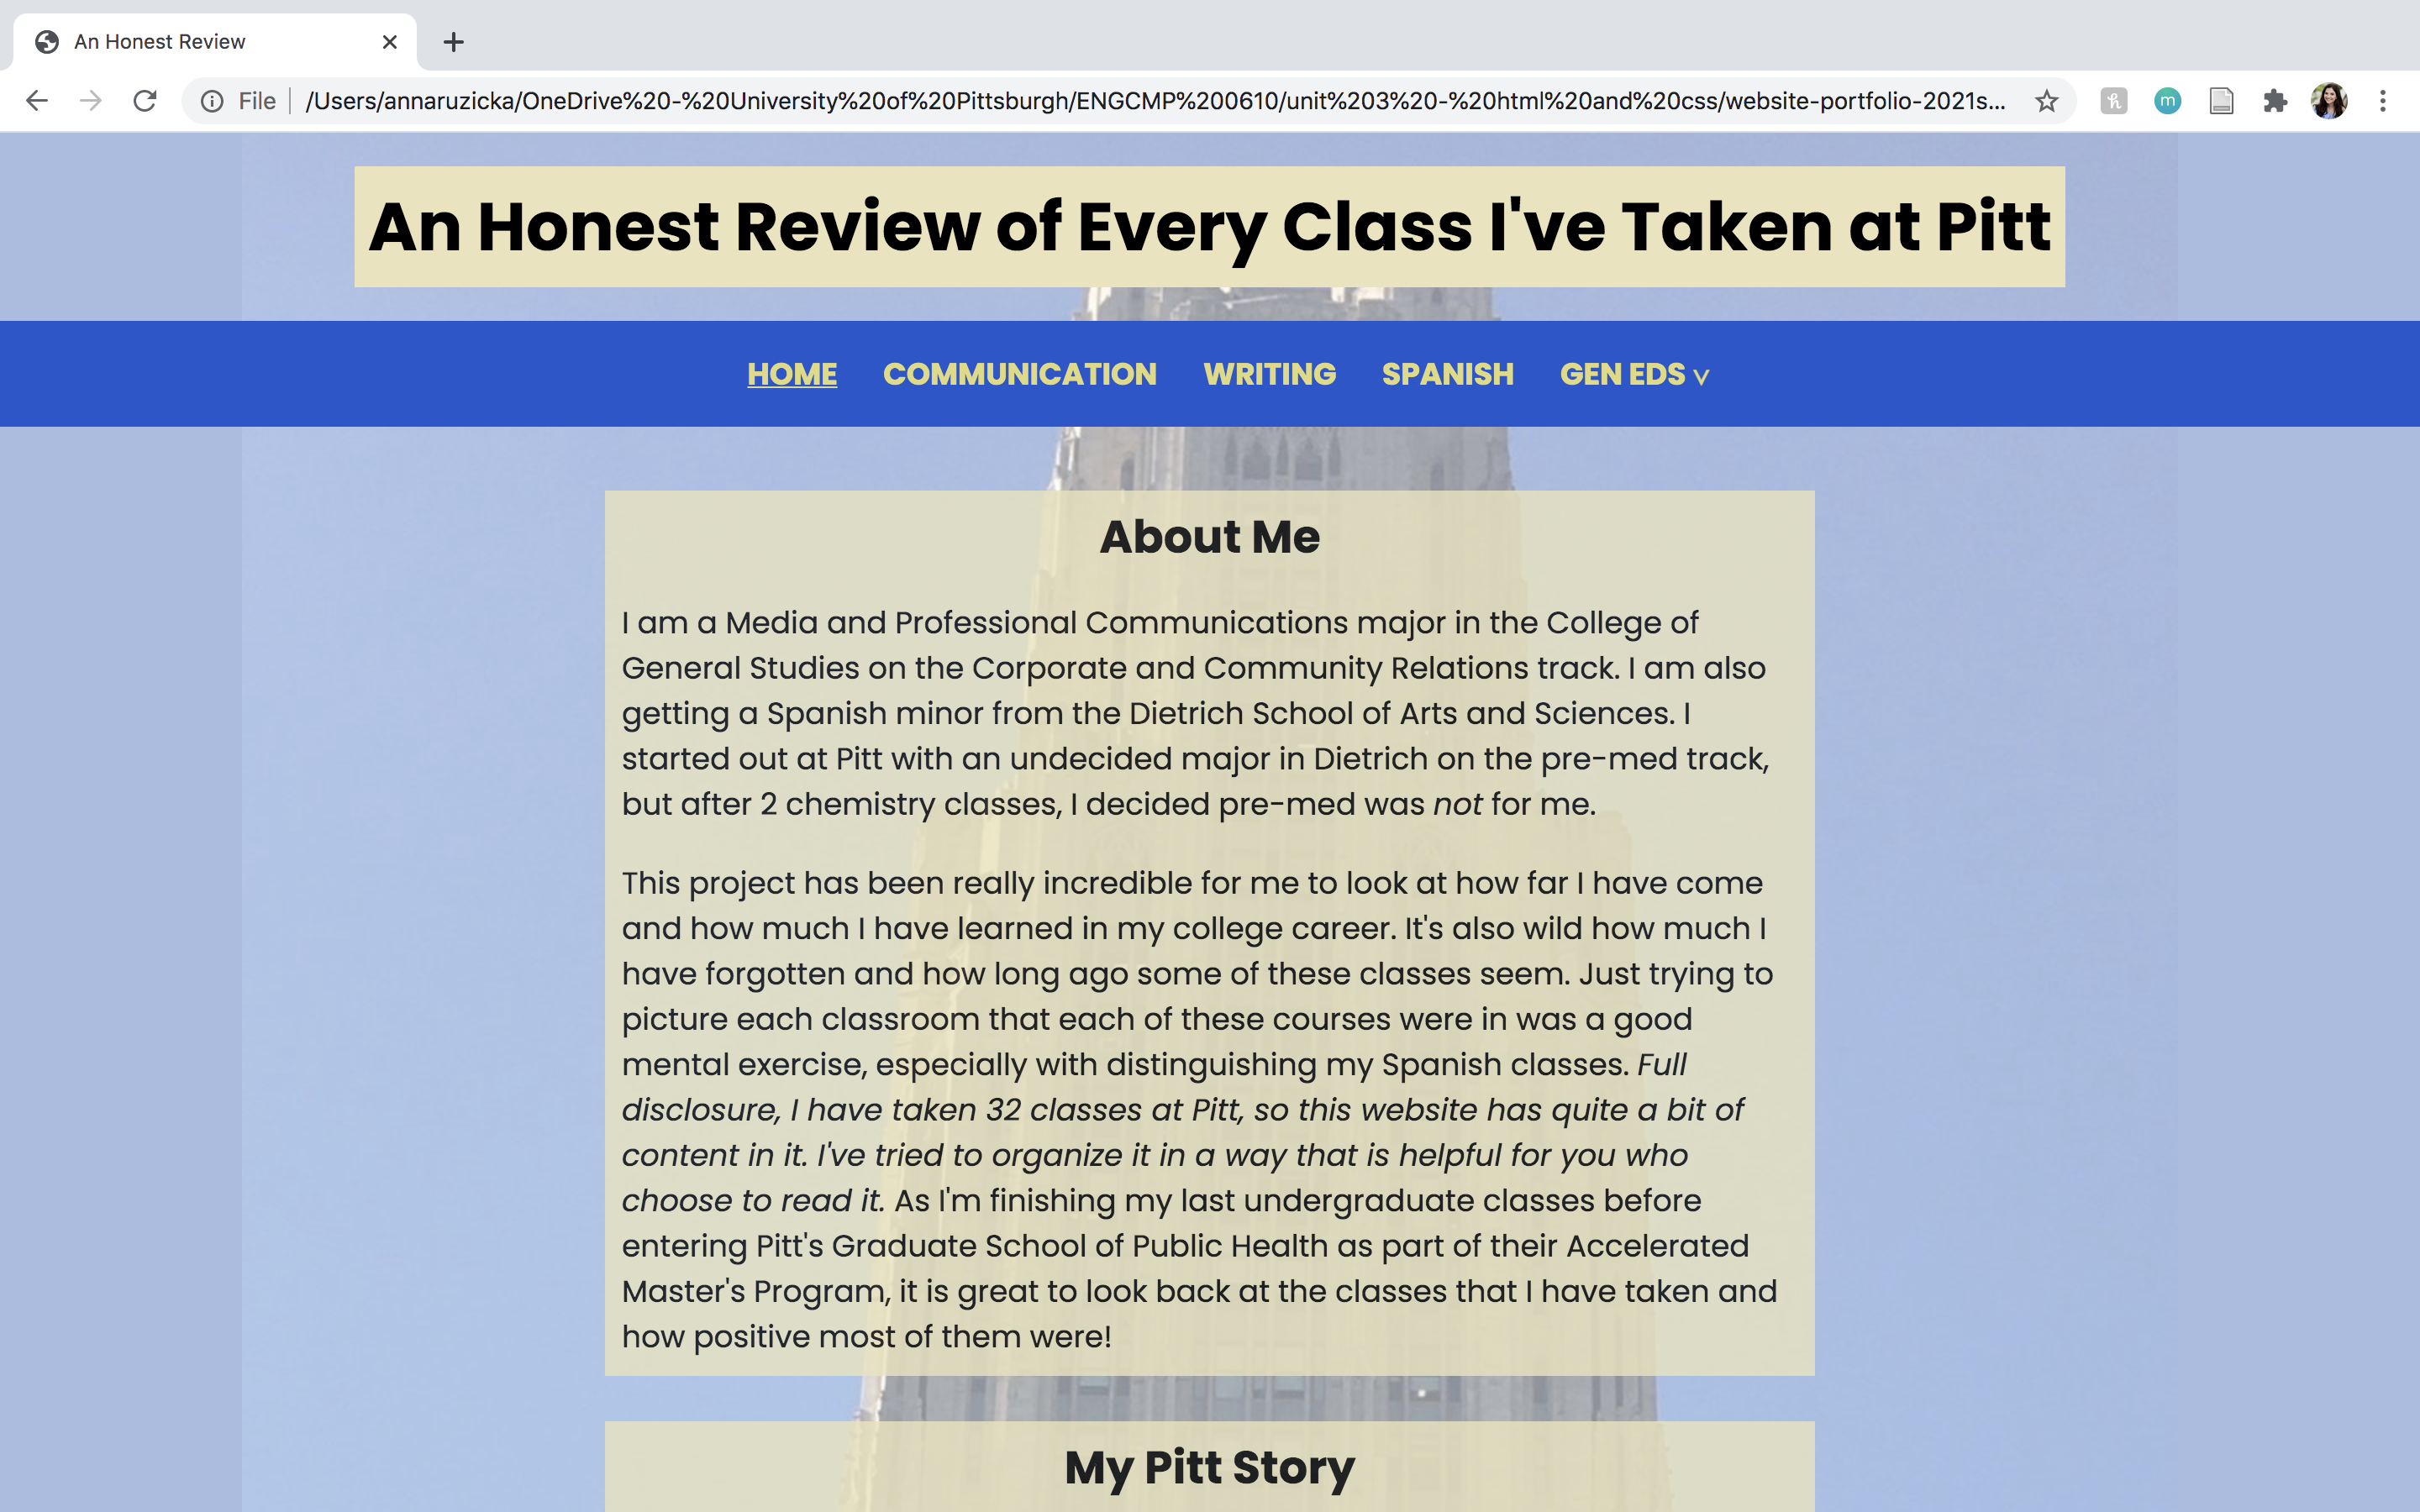 An Honest Review
File
/Users/annaruzicka/OneDrive%20-%20University%20of%20Pittsburgh/ENGCMP%200610/unit%203%20-%20html%20and%20css/website-portfolio-2021s...
h
m
An Honest Review of Every Class I've Taken at Pitt
HOME COMMUNICATION WRITING SPANISH GEN EDS V
About Me
I am a Media and Professional Communications major in the College of
General Studies on the Corporate and Community Relations track. I am also
getting a Spanish minor from the Dietrich School of Arts and Sciences. I
started out at Pitt with an undecided major in Dietrich on the pre-med track,
but after 2 chemistry classes, I decided pre-med was not for me.
This project has been really incredible for me to look at how far I have come
and how much I have learned in my college career. It's also wild how much I
have forgotten and how long ago some of these classes seem. Just trying to
picture each classroom that each of these courses were in was a good
mental exercise, especially with distinguishing my Spanish classes. Full
disclosure, I have taken 32 classes at Pitt, so this website has quite a bit of
content in it. I've tried to organize it in a way that is helpful for you who
choose to read it. As I'm finishing my last undergraduate classes before
entering Pitt's Graduate School of Public Health as part of their Accelerated
Master's Program, it is great to look back at the classes that I have taken and
how positive most of them were!
My Pitt Story